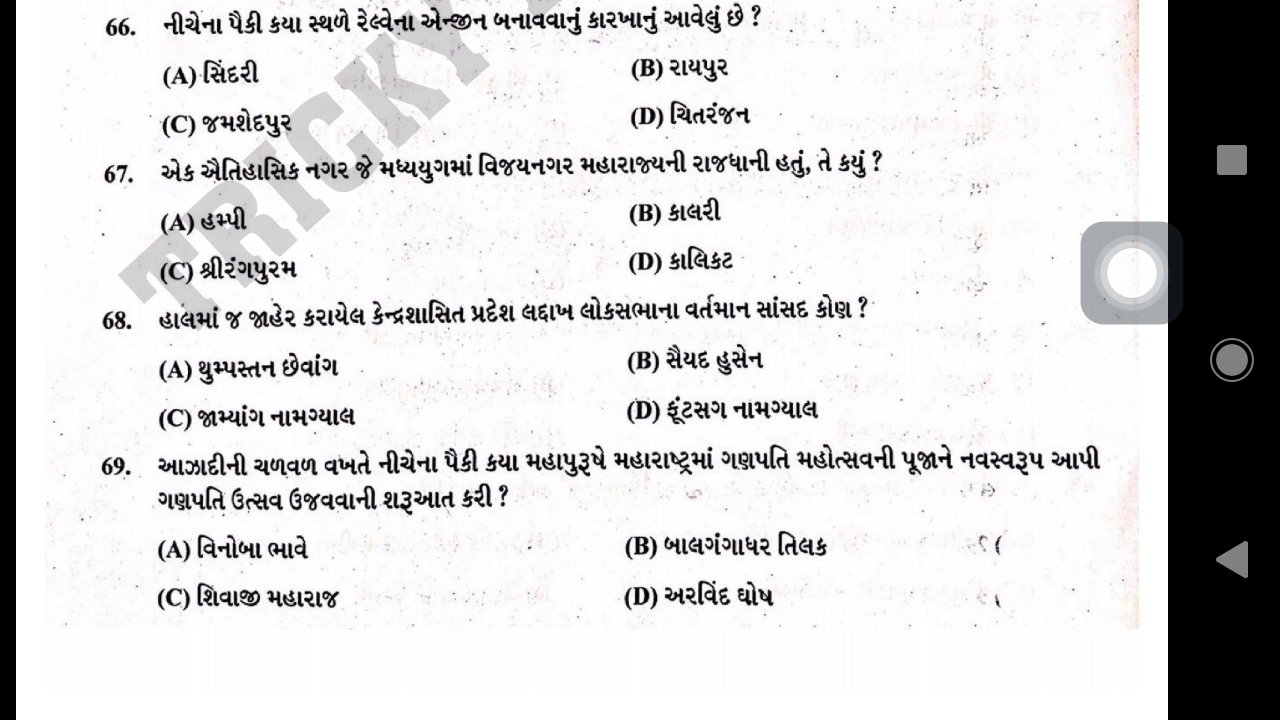 66. નીચેના પૈકી કયા સ્થળે રેલ્વેના એન્જીન બનાવવાનું કારખાનું આવેલું છે ?
(A) સિંદરી (B) રાયપુર
(C) જમશેદપુર (D) ચિતરંજન
67. એક ઐતિહાસિક નગર જે મધ્યયુગમાં વિજયનગર મહારાજ્યની રાજધાની હતું, તે કયું ?
(A) હમ્પી (B) કાલરી
(C) શ્રીરંગપુરમ (D) કાલિકટ
68. હાલમાં જ જાહેર કરાયેલ કેન્દ્રશાસિત પ્રદેશ લદ્દાખ લોકસભાના વર્તમાન સાંસદ કોણ ?
(A) થુમ્પસ્તન છેવાંગ (B) સૈયદ હુસેન
(C) જામ્યાંગ નામગ્યાલ (D) ફૂંટસગ નામગ્યાલ
69. આઝાદીની ચળવળ વખતે નીચેના પૈકી કયા મહાપુરૂષે મહારાષ્ટ્રમાં ગણપતિ મહોત્સવની પૂજાને નવસ્વરૂપ આપી
ગણપતિ ઉત્સવ ઉજવવાની શરૂઆત કરી ?
(A) વિનોબા ભાવે (B) બાલગંગાધર તિલક
(C) શિવાજી મહારાજ (D) અરવિંદ ઘોષ
TRICKY